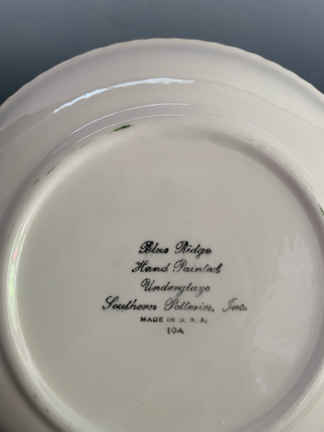 Blue Ridge
Hand Painted
Underglaze
Southern Potteries, Inc.
MADE IN U.S.A.
10A